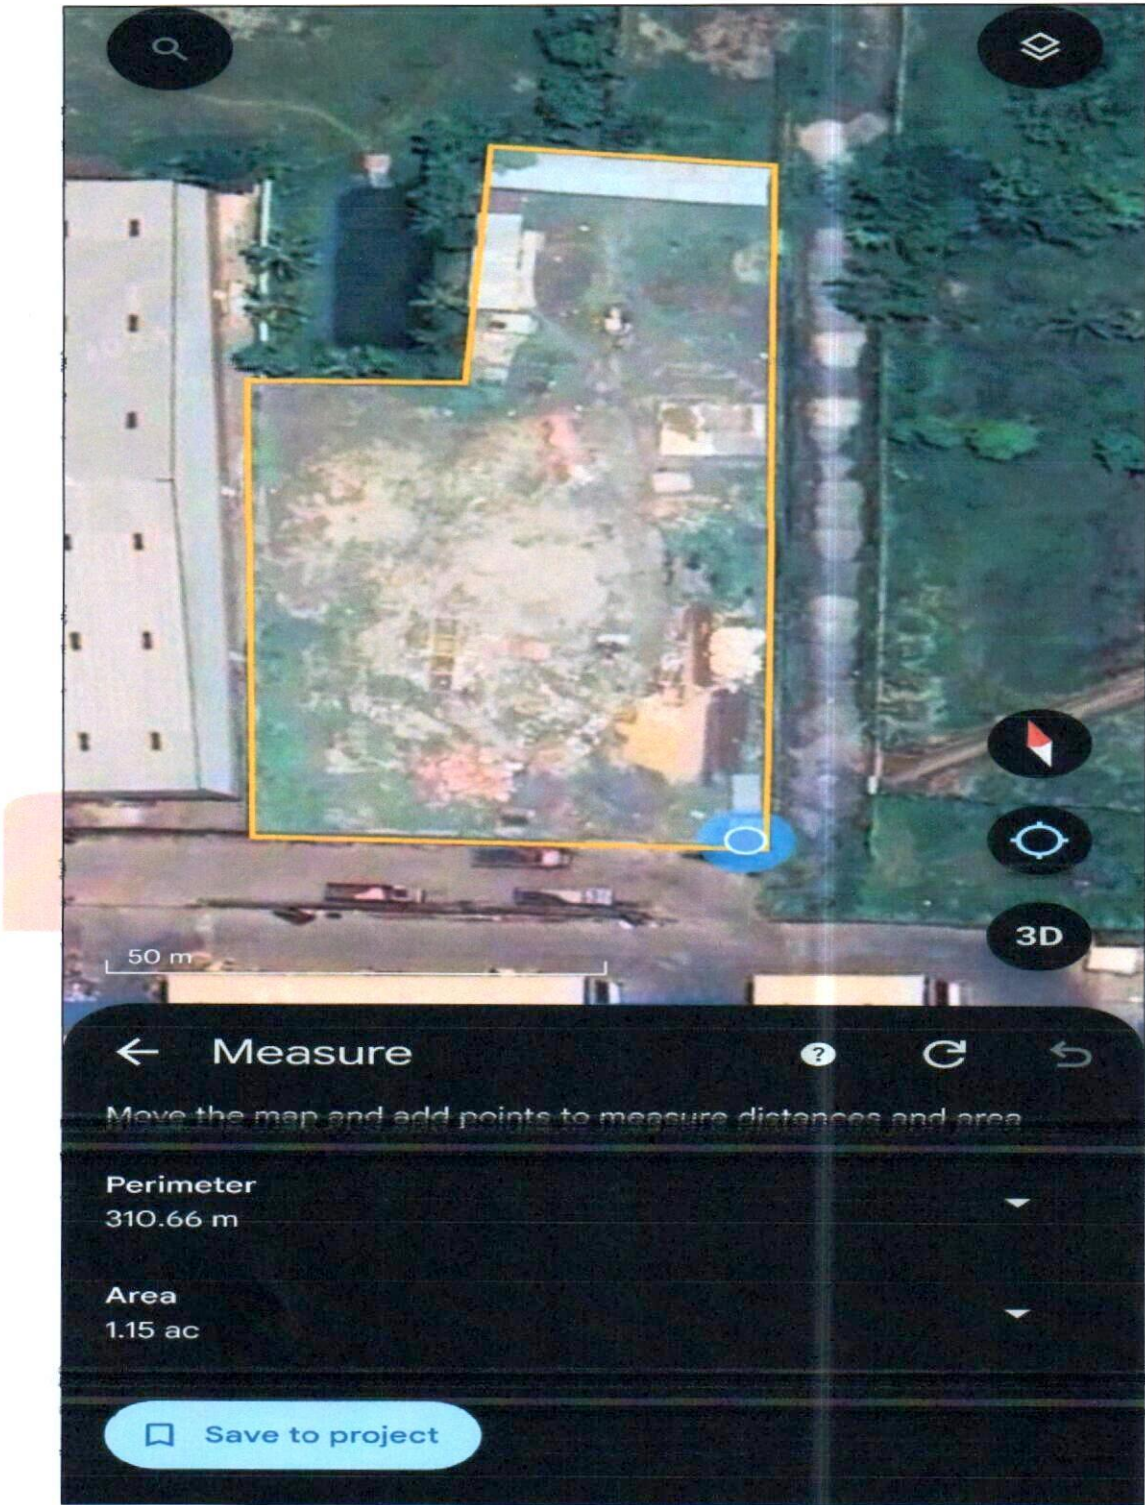 50 m
3D
Measure
?
Move the map and add points to measure distances and area
Perimeter
310.66 m
Area
1.15 ac
Save to project